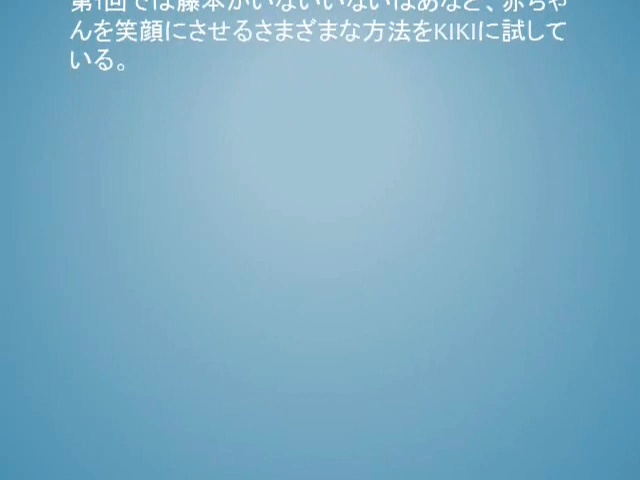 第1回では藤本がいないいないばあなど、赤ちゃ
んを笑顔にさせるさまざまな方法をKIKIに試して
いる。